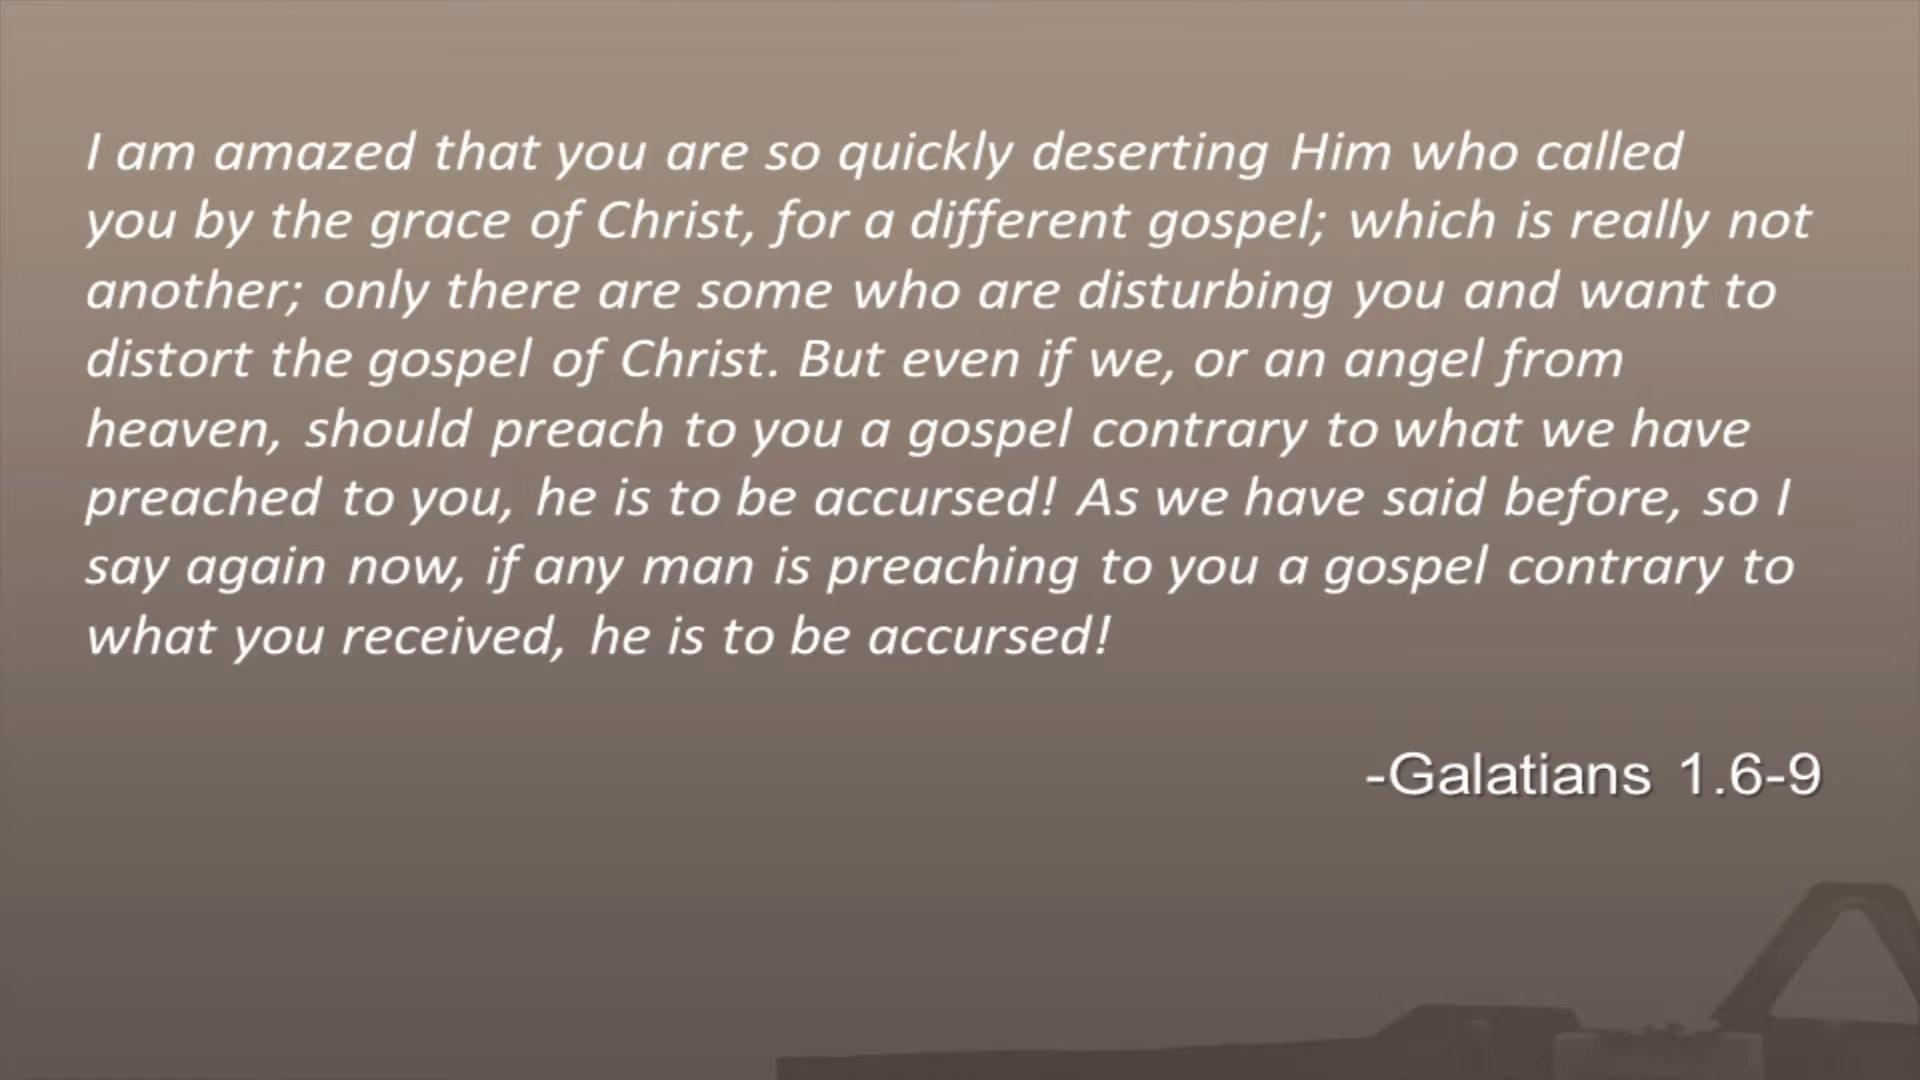 I am amazed that you are so quickly deserting Him who called
you by the grace of Christ, for a different gospel; which is really not
another; only there are some who are disturbing you and want to
distort the gospel of Christ. But even if we, or an angel from
heaven, should preach to you a gospel contrary to what we have
preached to you, he is to be accursed! As we have said before, so I
say again now, if any man is preaching to you a gospel contrary to
what you received, he is to be accursed!
-Galatians 1.6-9